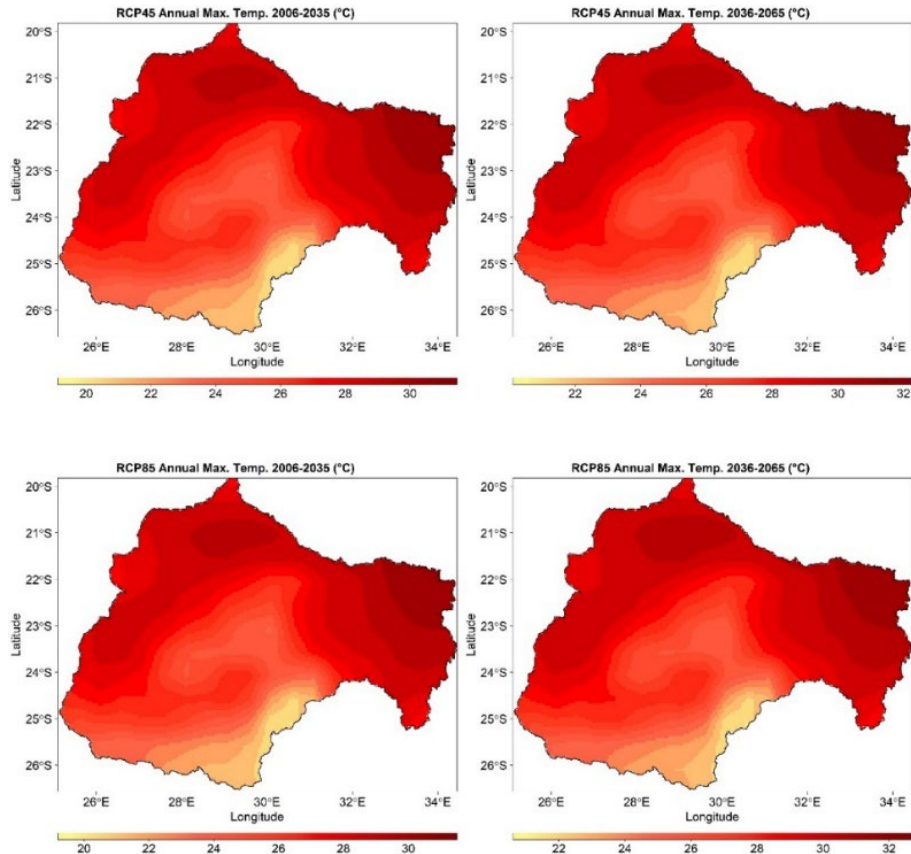 RCP45 Annual Max. Temp. 2006-2035 (°C)
20°S
21°S
22°S
23°S
24°S
25°S
26°S
Latitude
26°E 28°E 30°E 32°E 34°E
Longitude
20 22 24 26 28 30
RCP45 Annual Max. Temp. 2036-2065 (°C)
20°S
21°S
22°S
23°S
24°S
25°S
26°S
Latitude
26°E 28°E 30°E 32°E 34°E
Longitude
22 24 26 28 30 32
RCP85 Annual Max. Temp. 2006-2035 (°C)
20°S
21°S
22°S
23°S
24°S
25°S
26°S
Latitude
26°E 28°E 30°E 32°E 34°E
Longitude
20 22 24 26 28 30
RCP85 Annual Max. Temp. 2036-2065 (°C)
20°S
21°S
22°S
23°S
24°S
25°S
26°S
Latitude
26°E 28°E 30°E 32°E 34°E
Longitude
22 24 26 28 30 32